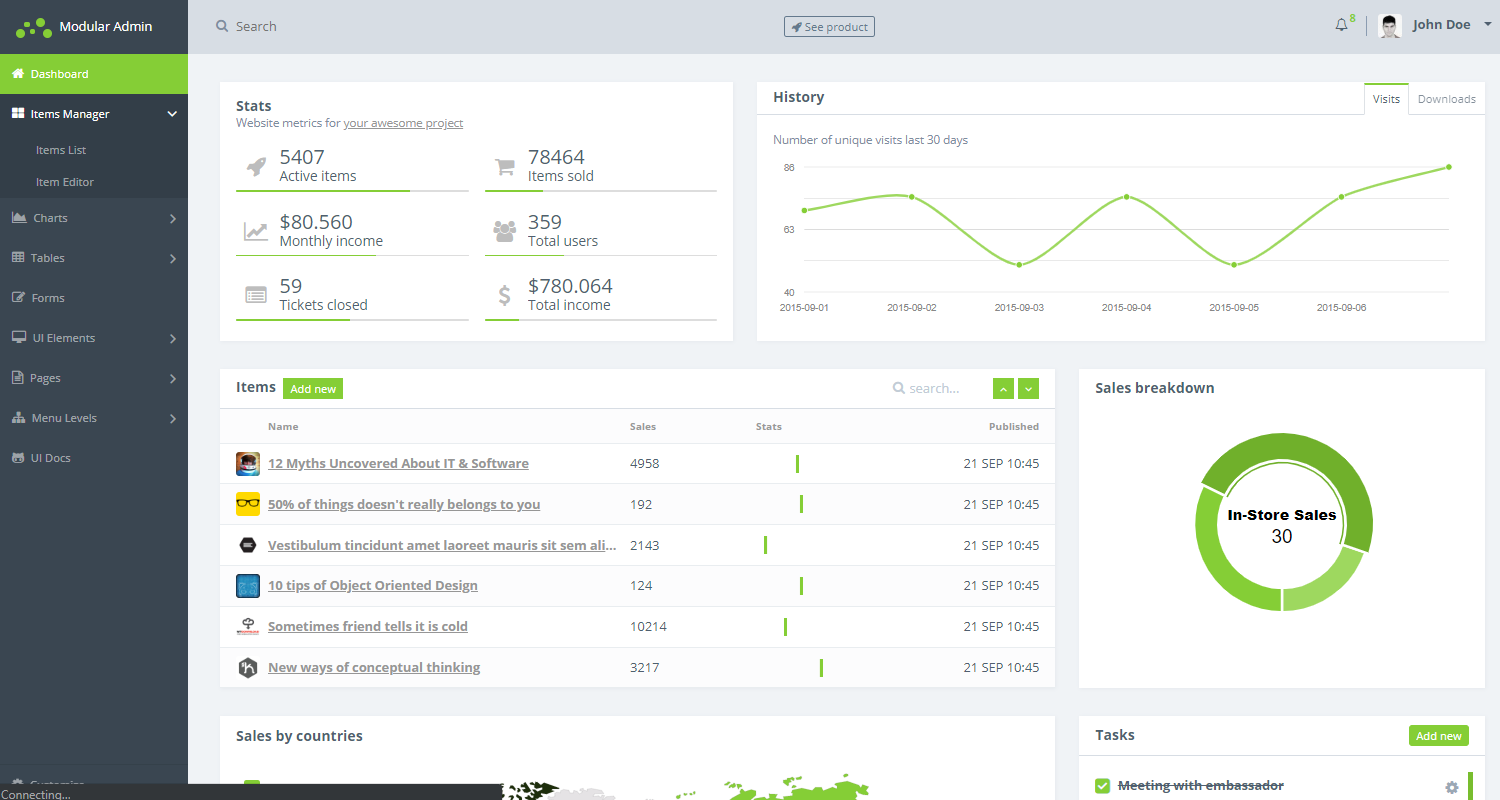 Modular Admin
Search
See product
8
John Doe
Dashboard
Items Manager
Items List
Item Editor
Charts
Tables
Forms
UI Elements
Pages
Menu Levels
UI Docs
Customize
Connecting...
Stats
Website metrics for your awesome project
5407
Active items
78464
Items sold
$80.560
Monthly income
359
Total users
59
Tickets closed
$780.064
Total income
History
Visits
Downloads
Number of unique visits last 30 days
86
63
40
2015-09-01 2015-09-02 2015-09-03 2015-09-04 2015-09-05 2015-09-06
Items
Add new
search...
Name Sales Stats Published
12 Myths Uncovered About IT & Software 4958 21 SEP 10:45
50% of things doesn't really belongs to you 192 21 SEP 10:45
Vestibulum tincidunt amet laoreet mauris sit sem ali... 2143 21 SEP 10:45
10 tips of Object Oriented Design 124 21 SEP 10:45
Sometimes friend tells it is cold 10214 21 SEP 10:45
New ways of conceptual thinking 3217 21 SEP 10:45
Sales breakdown
In-Store Sales
30
Sales by countries
Tasks
Add new
Meeting with embassador